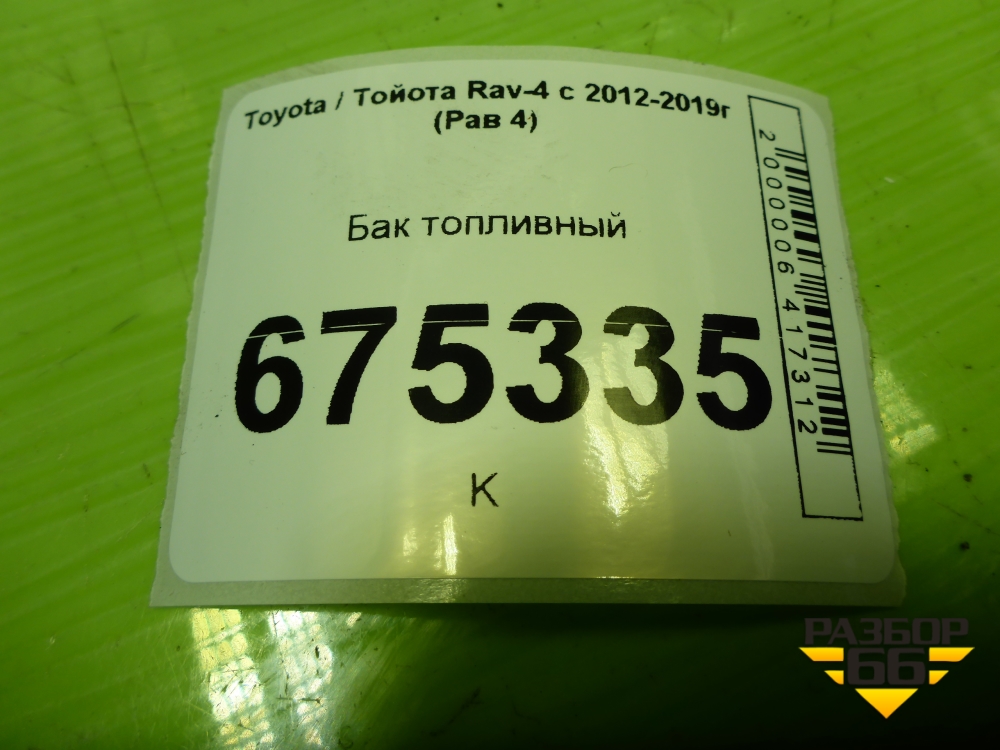 Toyota / Тойота Rav-4 с 2012-2019г
(Рав 4)
Бак топливный
675335
К
2000006417312
РАЗБОР
66